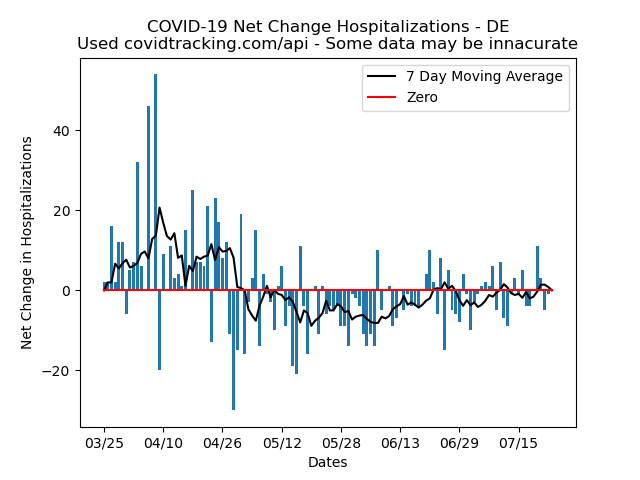 COVID-19 Net Change Hospitalizations - DE
Used covidtracking.com/api - Some data may be innacurate
7 Day Moving Average
Zero
Net Change in Hospitalizations
40
20
0
−20
03/25 04/10 04/26 05/12 05/28 06/13 06/29 07/15
Dates